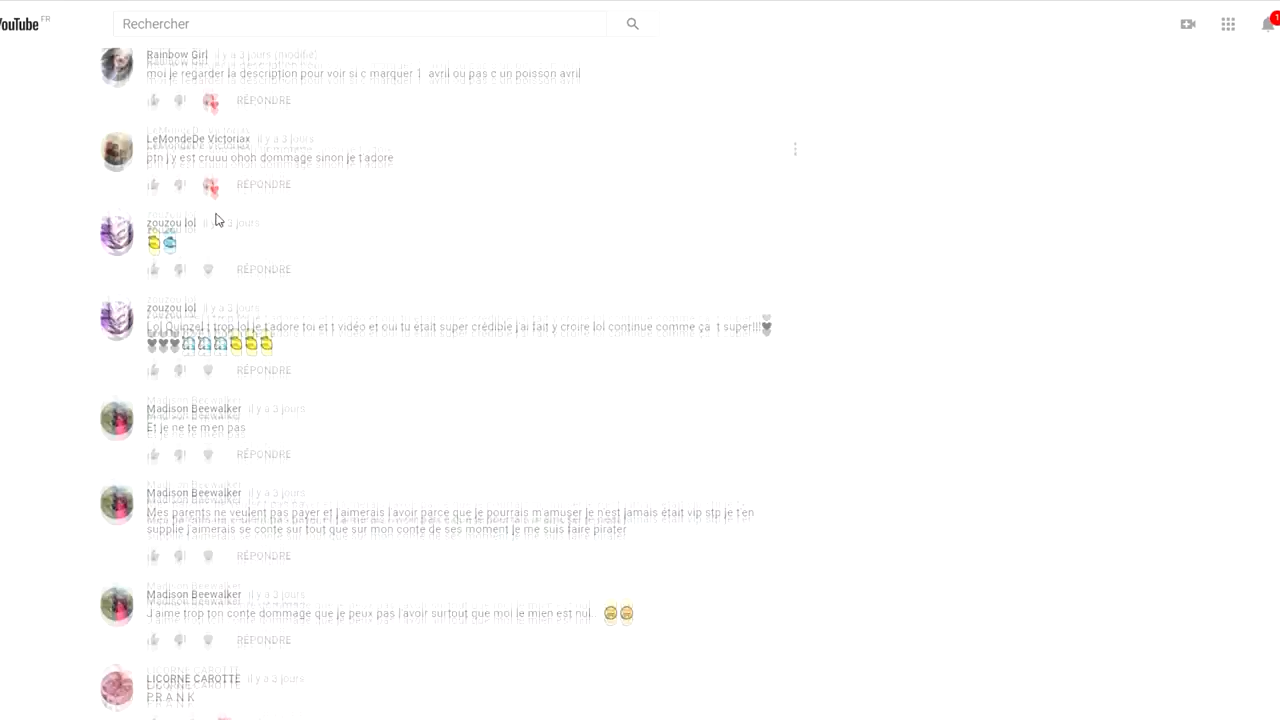 YouTube FR
Rechercher
1
Rainbow Girl il y a 3 jours (modifié)
moi je regarder la description pour voir si c marquer 1 avril ou pas c un poisson avril
RÉPONDRE
LeMondeDe Victoriax il y a 3 jours
ptn j y est cruuu ohoh dommage sinon je t'adore
RÉPONDRE
zouzou lol il y a 3 jours
RÉPONDRE
zouzou lol il y a 3 jours
Lol Quinzel t trop lol je t'adore toi et t vidéo et oui tu était super crédible j'ai fait y croire lol continue comme ça t super!!!
RÉPONDRE
Madison Beewalker il y a 3 jours
Et je ne te m'en pas
RÉPONDRE
Madison Beewalker il y a 3 jours
Mes parents ne veulent pas payer et j'aimerais l'avoir parce que je pourrais m'amuser je n'est jamais était vip stp je t'en
supplie j'aimerais se conte sur tout que sur mon conte de ses moment je me suis faire pirater
RÉPONDRE
Madison Beewalker il y a 3 jours
J'aime trop ton conte dommage que je peux pas l'avoir surtout que moi le mien est nul..
RÉPONDRE
LICORNE CAROTTE il y a 3 jours
P R A N K